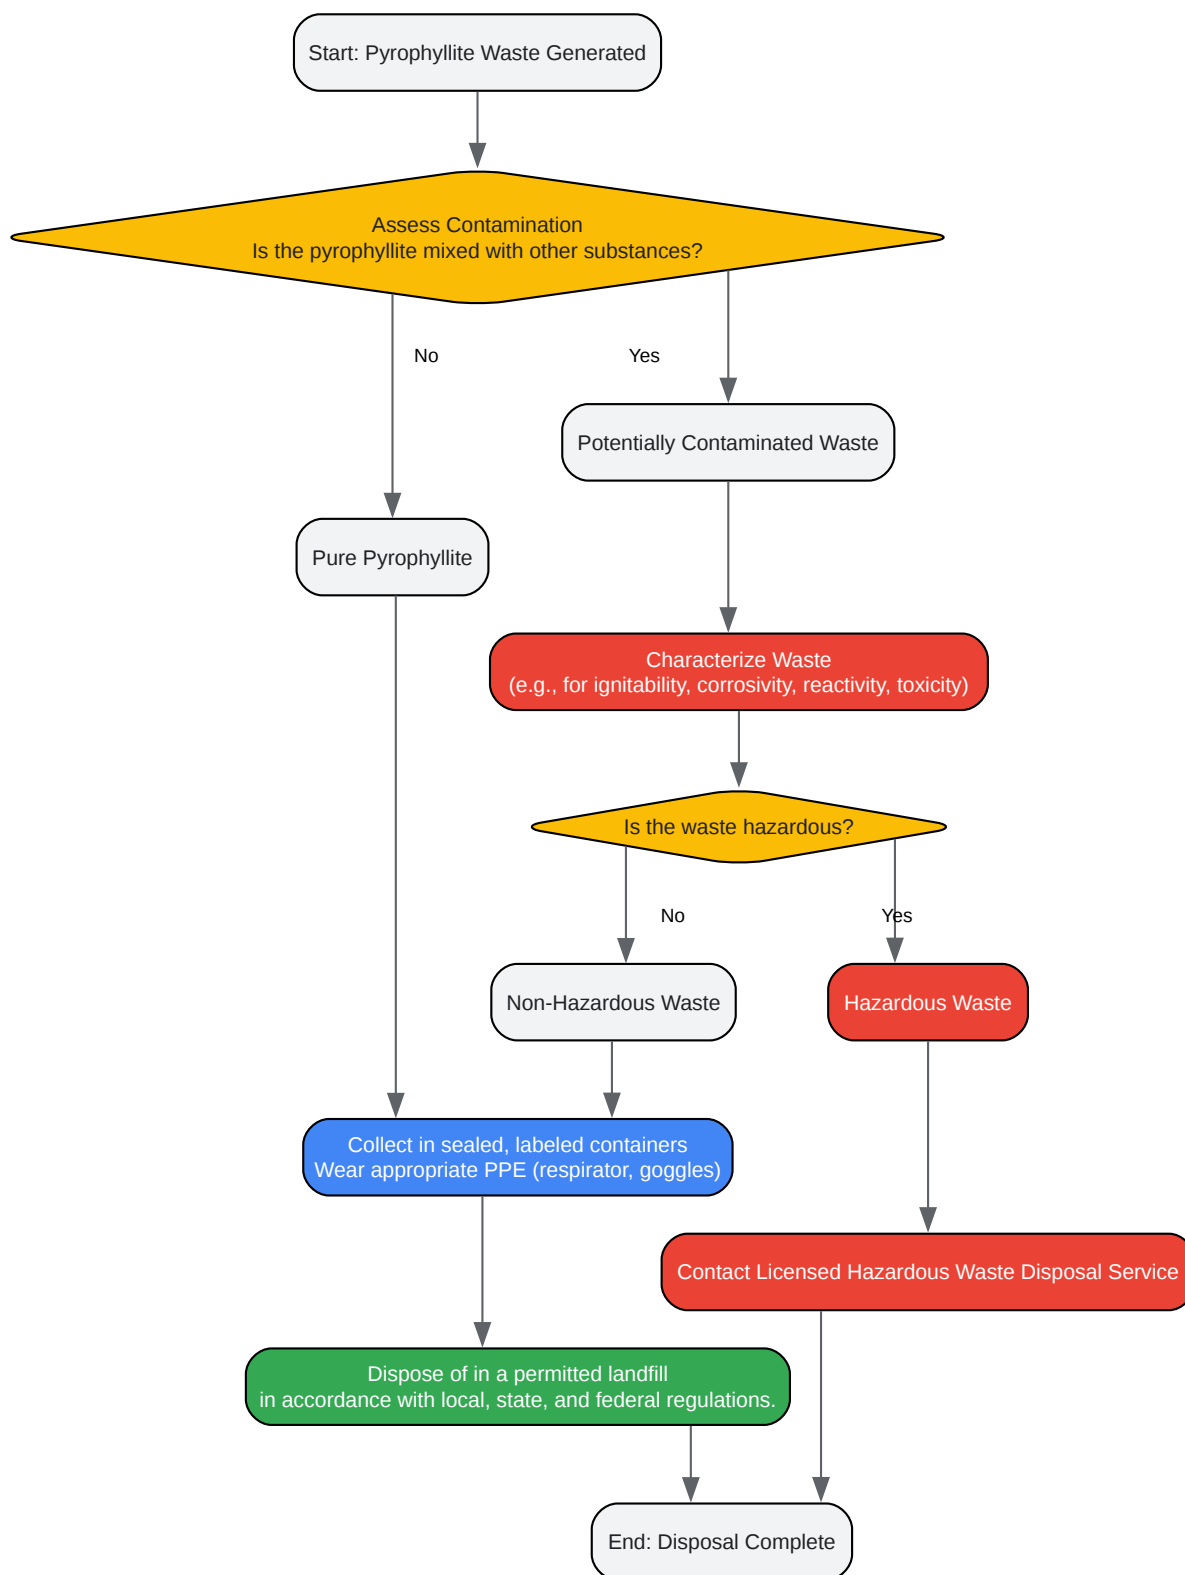 Start: Pyrophyllite Waste Generated
Assess Contamination
Is the pyrophyllite mixed with other substances?
No
Yes
Potentially Contaminated Waste
Pure Pyrophyllite
Characterize Waste
(e.g., for ignitability, corrosivity, reactivity, toxicity)
Is the waste hazardous?
No
Yes
Non-Hazardous Waste
Hazardous Waste
Collect in sealed, labeled containers
Wear appropriate PPE (respirator, goggles)
Contact Licensed Hazardous Waste Disposal Service
Dispose of in a permitted landfill
in accordance with local, state, and federal regulations.
End: Disposal Complete